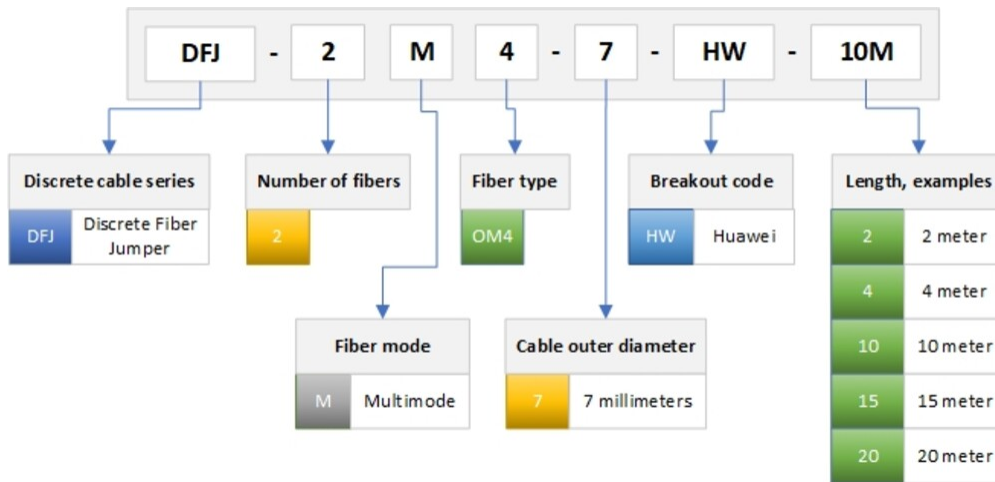 DFJ - 2 M 4 - 7 - HW - 10M
Discrete cable series
DFJ Discrete Fiber
Jumper
Number of fibers
2
Fiber type
OM4
Breakout code
HW Huawei
Length, examples
2 2 meter
4 4 meter
10 10 meter
15 15 meter
20 20 meter
Fiber mode
M Multimode
Cable outer diameter
7 7 millimeters